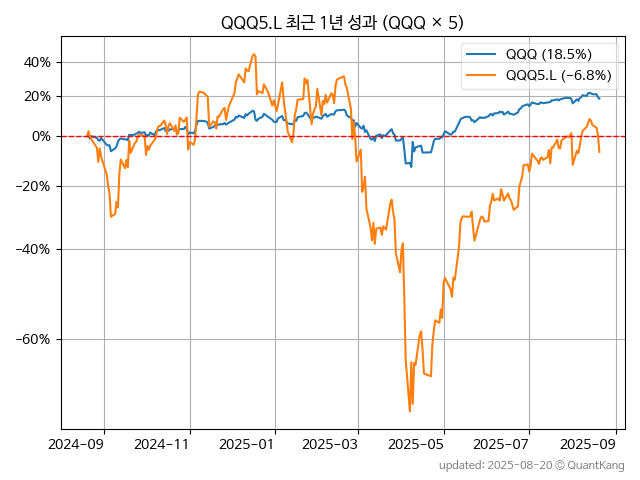 QQQ5.L 최근 1년 성과 (QQQ × 5)
QQQ (18.5%)
QQQ5.L (−6.8%)
40%
20%
0%
−20%
−40%
−60%
2024−09 2024−11 2025−01 2025−03 2025−05 2025−07 2025−09
updated: 2025-08-20 © QuantKang